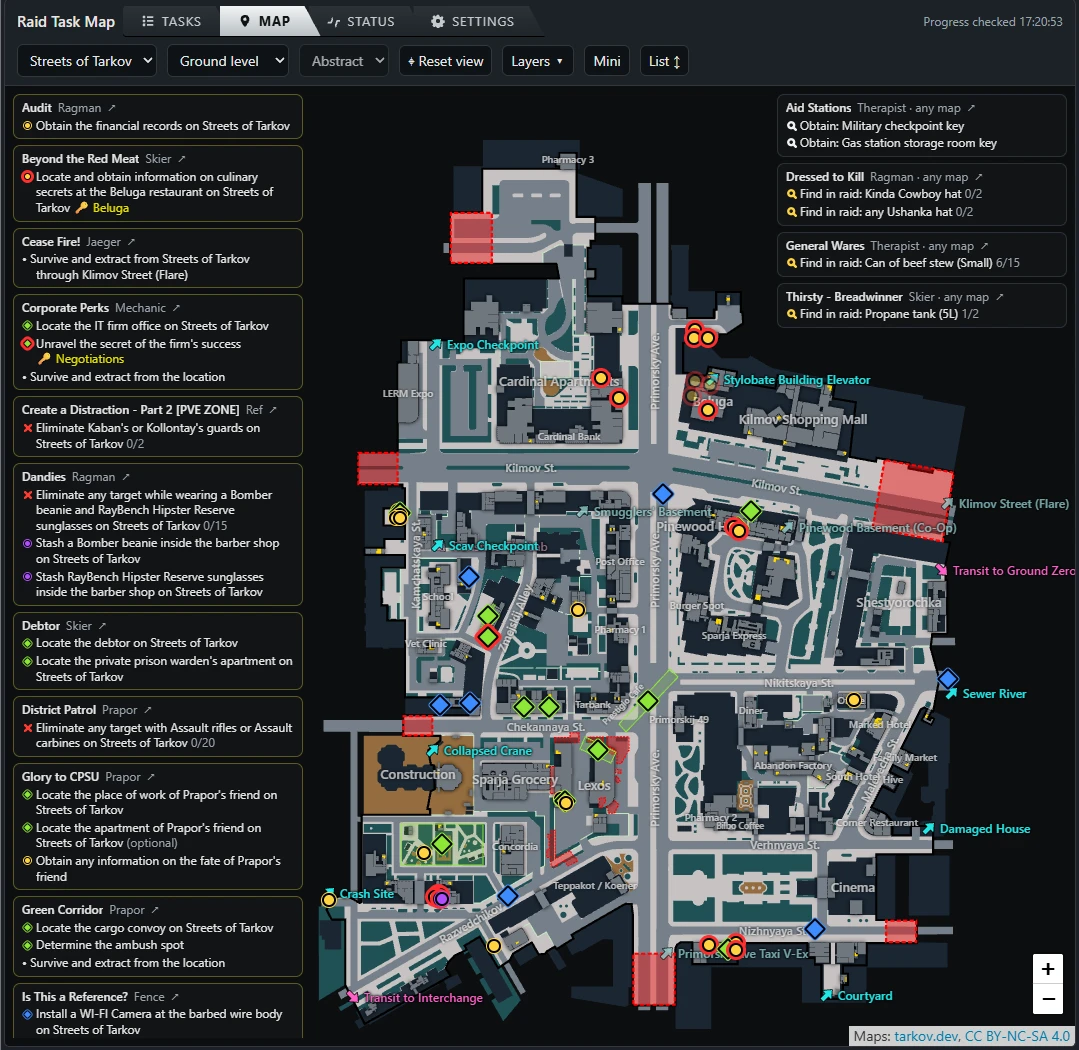 Raid Task Map
TASKS
MAP
STATUS
SETTINGS
Progress checked 17:20:53
Streets of Tarkov
Ground level
Abstract
Reset view
Layers
Mini
List ↕
Audit Ragman ↗
Obtain the financial records on Streets of Tarkov
Beyond the Red Meat Skier ↗
Locate and obtain information on culinary
secrets at the Beluga restaurant on Streets of
Tarkov Beluga
Cease Fire! Jaeger ↗
• Survive and extract from Streets of Tarkov
through Klimov Street (Flare)
Corporate Perks Mechanic ↗
Locate the IT firm office on Streets of Tarkov
Unravel the secret of the firm's success
Negotiations
• Survive and extract from the location
Create a Distraction - Part 2 [PVE ZONE] Ref ↗
Eliminate Kaban's or Kollontay's guards on
Streets of Tarkov 0/2
Dandies Ragman ↗
Eliminate any target while wearing a Bomber
beanie and RayBench Hipster Reserve
sunglasses on Streets of Tarkov 0/15
Stash a Bomber beanie inside the barber shop
on Streets of Tarkov
Stash RayBench Hipster Reserve sunglasses
inside the barber shop on Streets of Tarkov
Debtor Skier ↗
Locate the debtor on Streets of Tarkov
Locate the private prison warden's apartment on
Streets of Tarkov
District Patrol Prapor ↗
Eliminate any target with Assault rifles or Assault
carbines on Streets of Tarkov 0/20
Glory to CPSU Prapor ↗
Locate the place of work of Prapor's friend on
Streets of Tarkov
Locate the apartment of Prapor's friend on
Streets of Tarkov (optional)
Obtain any information on the fate of Prapor's
friend
Green Corridor Prapor ↗
Locate the cargo convoy on Streets of Tarkov
Determine the ambush spot
• Survive and extract from the location
Is This a Reference? Fence ↗
Install a WI-FI Camera at the barbed wire body
on Streets of Tarkov
Aid Stations Therapist · any map ↗
Obtain: Military checkpoint key
Obtain: Gas station storage room key
Dressed to Kill Ragman · any map ↗
Find in raid: Kinda Cowboy hat 0/2
Find in raid: any Ushanka hat 0/2
General Wares Therapist · any map ↗
Find in raid: Can of beef stew (Small) 6/15
Thirsty - Breadwinner Skier · any map ↗
Find in raid: Propane tank (5L) 1/2
Pharmacy 3
Expo Checkpoint
Primorsky Ave.
Cardinal Apartments
Stylobate Building Elevator
LERM Expo
Beluga
Kilmov Shopping Mall
Cardinal Bank
Kilmov St.
Kilmov St.
Klimov Street (Flare)
Smugglers' Basement
Pinewood
Pinewood Basement (Co-Op)
Kamchatskaya St.
Scav Checkpoint
Post Office
Primorsky Ave.
Transit to Ground Zero
School
Burger Spot
Shestyorochka
Zmeiskij Alley
Pharmacy 1
Sparja Express
Vet Clinic
Nikitskaya St.
Sewer River
Tarbank
Primorskij 49
Diner
Marked Hotel
Chekannaya St.
Collapsed Crane
Construction
Sparja Grocery
Lexos
Primorsky Ave.
Abandon Factory
Market
South Hotel
Hive
Pharmacy 2
Bilbo Coffee
Corner Restaurant
Damaged House
Concordia
Verhnyaya St.
Teppakot / Koener
Cinema
Crash Site
Razvedchikov
Nizhnyaya St.
Taxi V-Ex
Transit to Interchange
Courtyard
+
−
Maps: tarkov.dev, CC BY-NC-SA 4.0